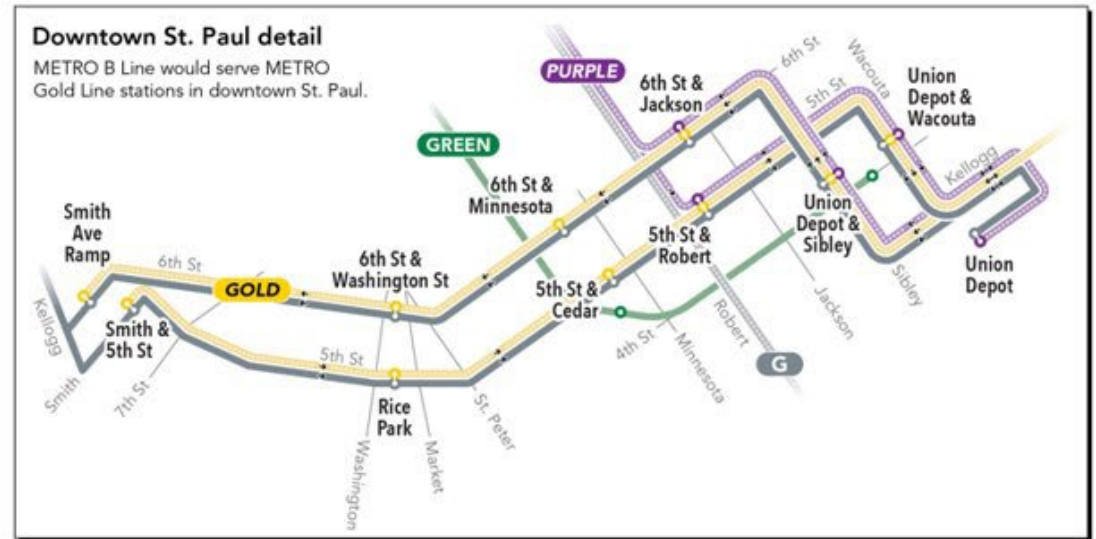 Downtown St. Paul detail
METRO B Line would serve METRO
Gold Line stations in downtown St. Paul.
PURPLE
6th St &
Jackson
6th St
5th St
Wacouta
Union
Depot &
Wacouta
GREEN
Kellogg
6th St &
Minnesota
Smith
Ave
Ramp
6th St
GOLD
6th St &
Washington St
5th St &
Robert
Union
Depot &
Sibley
Union
Depot
Sibley
Kellogg
Smith &
5th St
5th St &
Cedar
Jackson
Robert
4th St
Minnesota
G
5th St
Smith
7th St
Rice
Park
St. Peter
Market
Washington